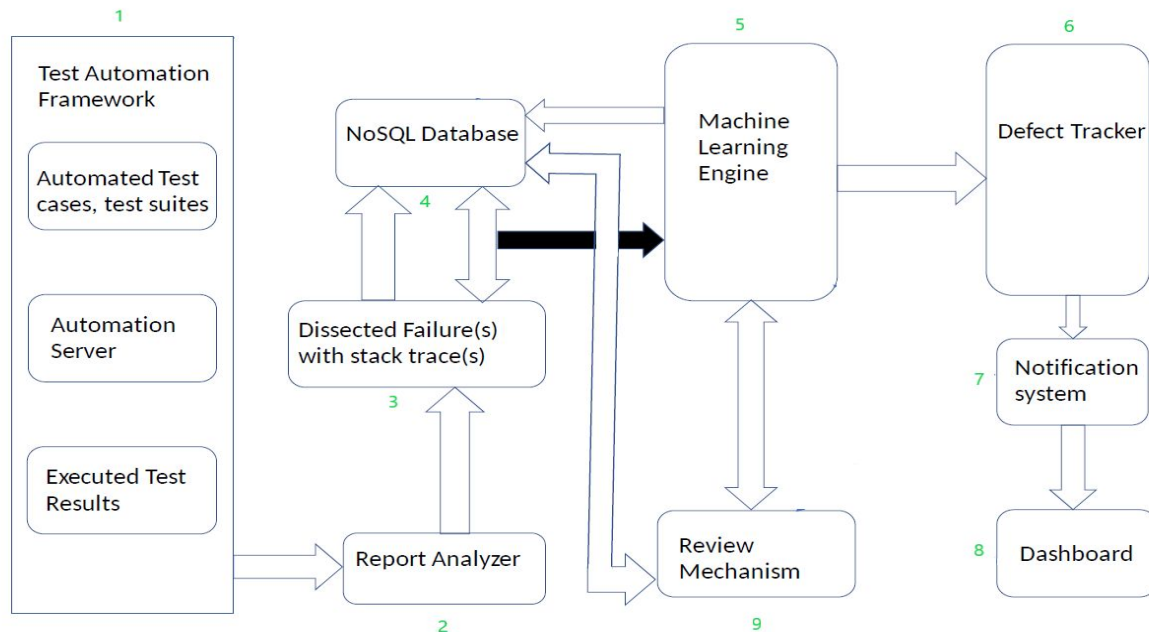 1
Test Automation
Framework
Automated Test
cases, test suites
Automation
Server
Executed Test
Results
Report Analyzer
2
Dissected Failure(s)
with stack trace(s)
3
NoSQL Database
4
5
Machine
Learning
Engine
6
Defect Tracker
7
Notification
system
8
Dashboard
Review
Mechanism
9